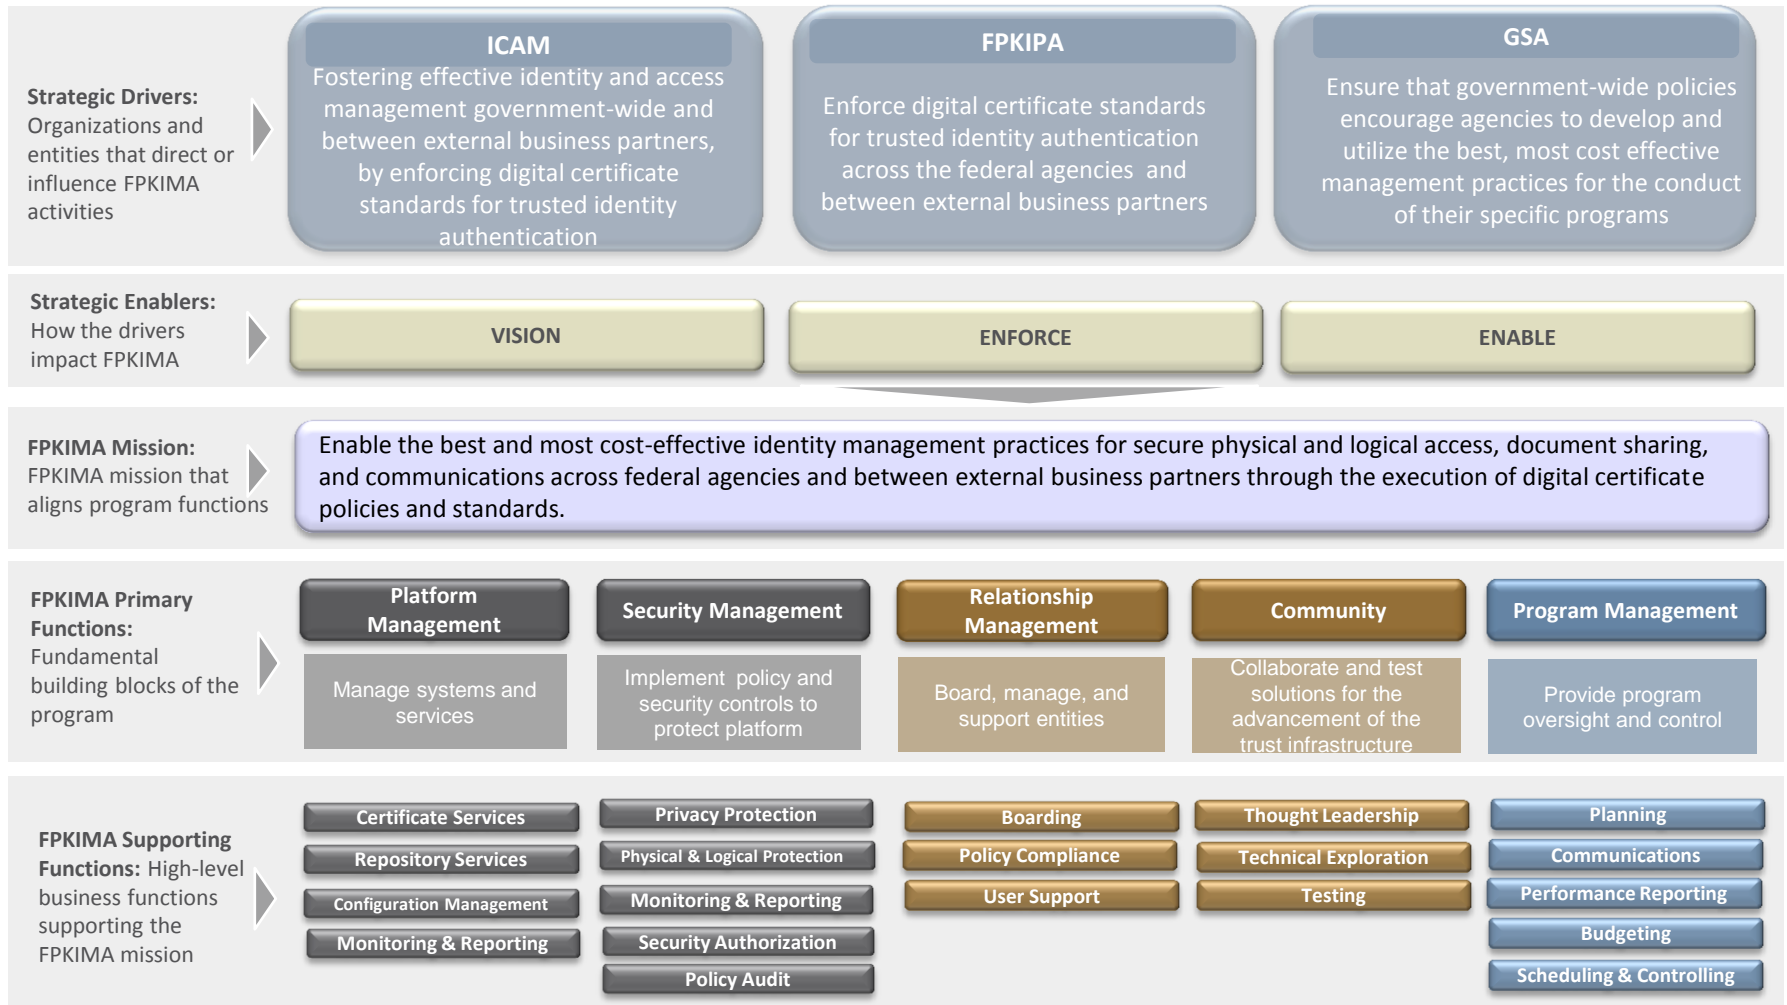 Strategic Drivers:
Organizations and
entities that direct or
influence FPKIMA
activities
ICAM
Fostering effective identity and access
management government-wide and
between external business partners,
by enforcing digital certificate
standards for trusted identity
authentication
FPKIPA
Enforce digital certificate standards
for trusted identity authentication
across the federal agencies and
between external business partners
GSA
Ensure that government-wide policies
encourage agencies to develop and
utilize the best, most cost effective
management practices for the conduct
of their specific programs
Strategic Enablers:
How the drivers
impact FPKIMA
VISION
ENFORCE
ENABLE
FPKIMA Mission:
FPKIMA mission that
aligns program functions
Enable the best and most cost-effective identity management practices for secure physical and logical access, document sharing,
and communications across federal agencies and between external business partners through the execution of digital certificate
policies and standards.
FPKIMA Primary
Functions:
Fundamental
building blocks of the
program
Platform
Management
Manage systems and
services
Security Management
Implement policy and
security controls to
protect platform
Relationship
Management
Board, manage, and
support entities
Community
Collaborate and test
solutions for the
advancement of the
trust infrastructure
Program Management
Provide program
oversight and control
FPKIMA Supporting
Functions: High-level
business functions
supporting the
FPKIMA mission
Certificate Services
Repository Services
Configuration Management
Monitoring & Reporting
Privacy Protection
Physical & Logical Protection
Monitoring & Reporting
Security Authorization
Policy Audit
Boarding
Policy Compliance
User Support
Thought Leadership
Technical Exploration
Testing
Planning
Communications
Performance Reporting
Budgeting
Scheduling & Controlling